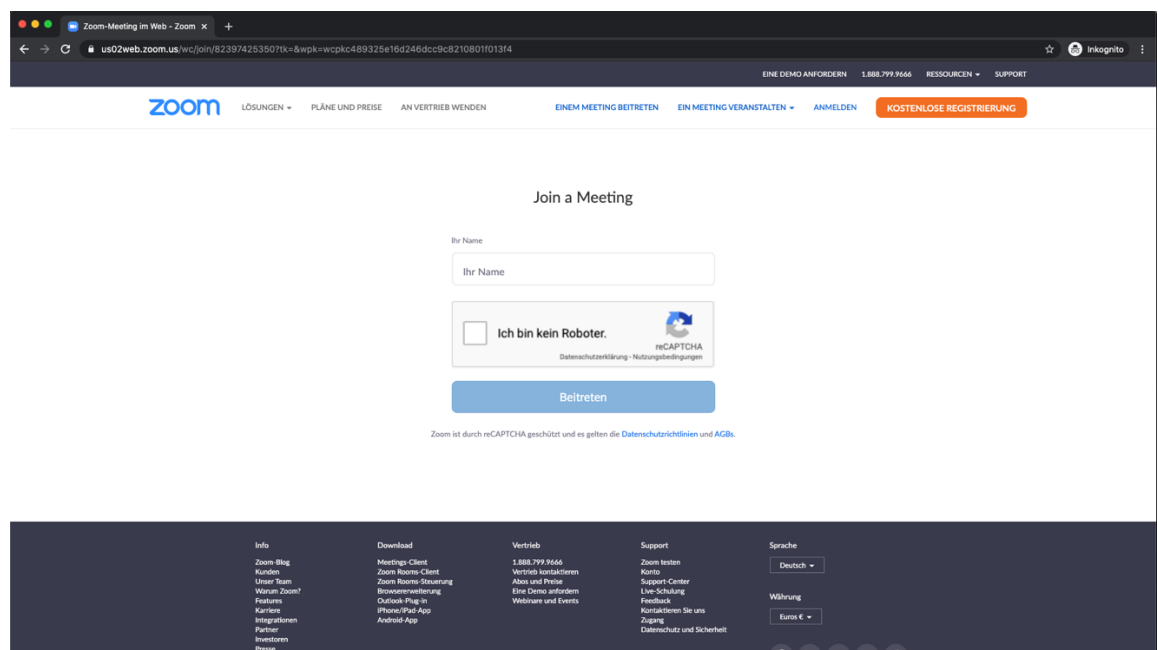 Zoom-Meeting im Web - Zoom
us02web.zoom.us/wc/join/82397425350?tk=&wpk=wcpkc489325e16d246dcc9c8210801f013f4
Inkognito
EINE DEMO ANFORDERN 1.888.799.9666 RESSOURCEN SUPPORT
zoom LÖSUNGEN PLÄNE UND PREISE AN VERTRIEB WENDEN EINEM MEETING BEITRETEN EIN MEETING VERANSTALTEN ANMELDEN KOSTENLOSE REGISTRIERUNG
Join a Meeting
Ihr Name
Ihr Name
Ich bin kein Roboter.
reCAPTCHA
Datenschutzerklärung - Nutzungsbedingungen
Beitreten
Zoom ist durch reCAPTCHA geschützt und es gelten die Datenschutzrichtlinien und AGBs.
Info
Zoom-Blog
Kunden
Unser Team
Warum Zoom?
Features
Karriere
Integrationen
Partner
Investoren
Presse
Download
Meetings-Client
Zoom Rooms-Client
Zoom Rooms-Steuerung
Browsererweiterung
Outlook-Plug-in
iPhone/iPad-App
Android-App
Vertrieb
1.888.799.9666
Vertrieb kontaktieren
Abos und Preise
Eine Demo anfordern
Webinare und Events
Support
Zoom testen
Konto
Support-Center
Live-Schulung
Feedback
Kontaktieren Sie uns
Zugang
Datenschutz und Sicherheit
Sprache
Deutsch
Währung
Euros €